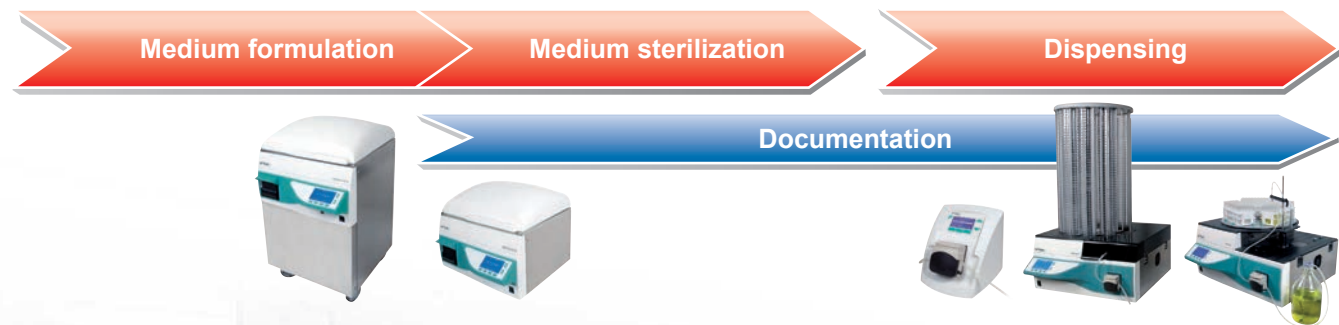 Medium formulation
Medium sterilization
Dispensing
Documentation